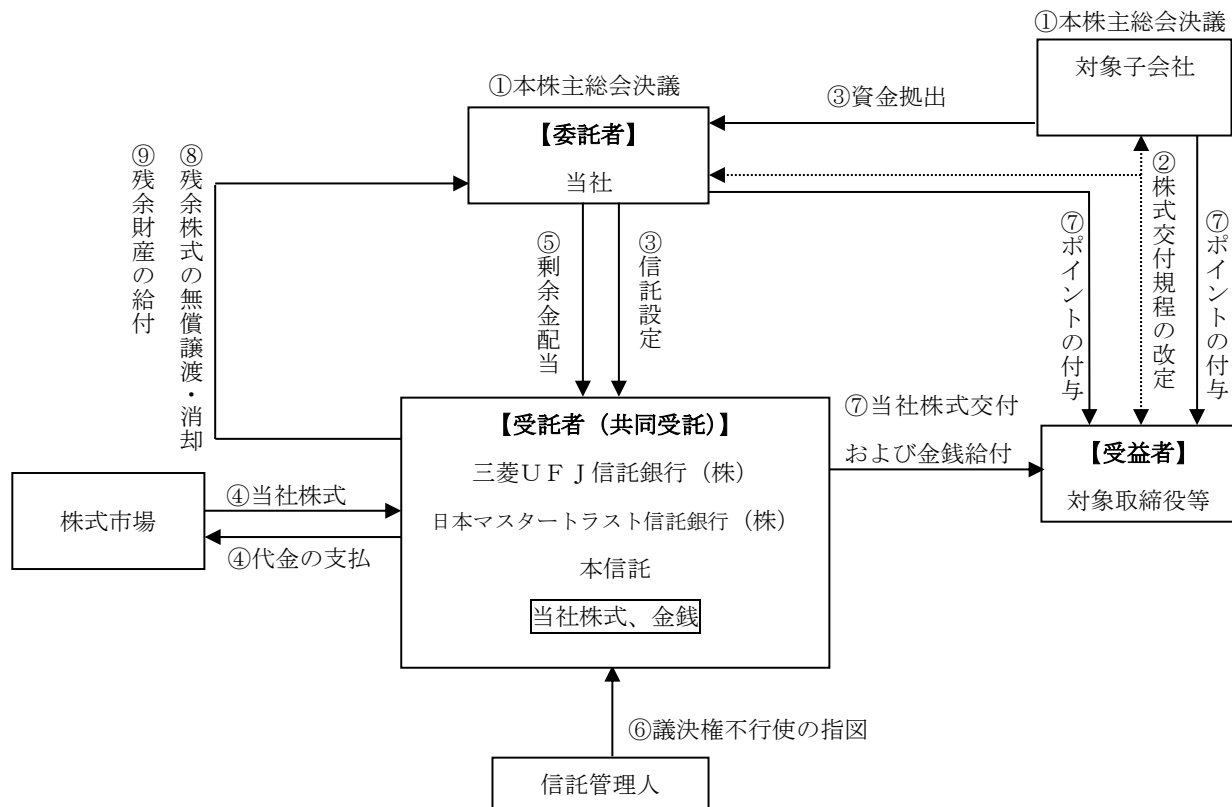 ①本株主総会決議
対象子会社
①本株主総会決議
③資金拠出
【委託者】
当社
⑨残余財産の給付
⑧残余株式の無償譲渡・消却
⑤剰余金配当
③信託設定
⑦ポイントの付与
②株式交付規程の改定
⑦ポイントの付与
【受託者（共同受託）】
三菱ＵＦＪ信託銀行（株）
日本マスタートラスト信託銀行（株）
本信託
当社株式、金銭
⑦当社株式交付
および金銭給付
【受益者】
対象取締役等
株式市場
④当社株式
④代金の支払
⑥議決権不行使の指図
信託管理人